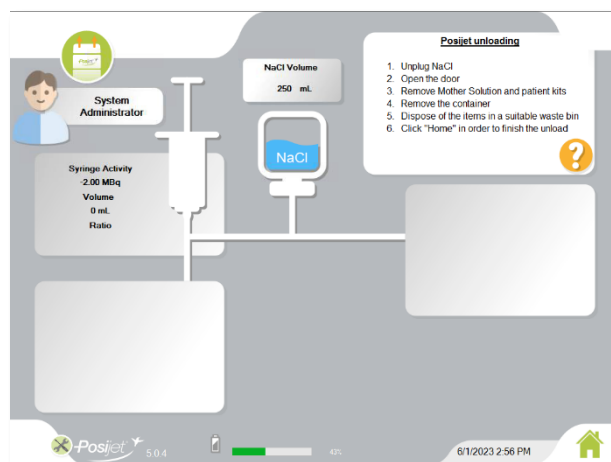 Posijet
System
Administrator
NaCl Volume
250 mL
Posijet unloading
1. Unplug NaCl
2. Open the door
3. Remove Mother Solution and patient kits
4. Remove the container
5. Dispose of the items in a suitable waste bin
6. Click "Home" in order to finish the unload
?
NaCl
Syringe Activity
-2.00 MBq
Volume
0 mL
Ratio
Posijet
5.0.4
43%
6/1/2023 2:56 PM